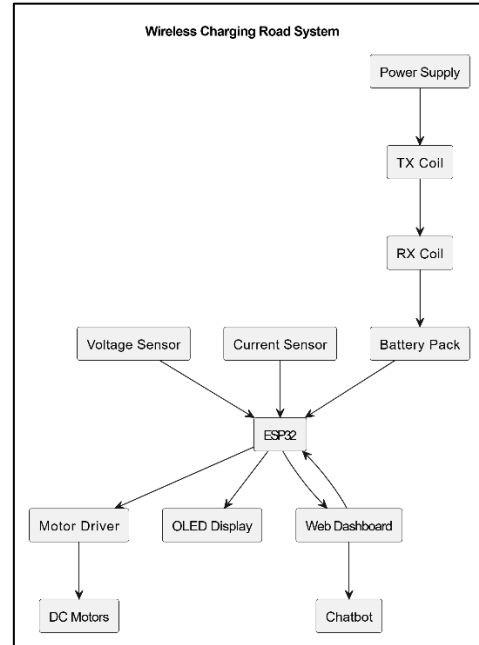 Wireless Charging Road System
Power Supply
TX Coil
RX Coil
Voltage Sensor
Current Sensor
Battery Pack
ESP32
Motor Driver
OLED Display
Web Dashboard
DC Motors
Chatbot